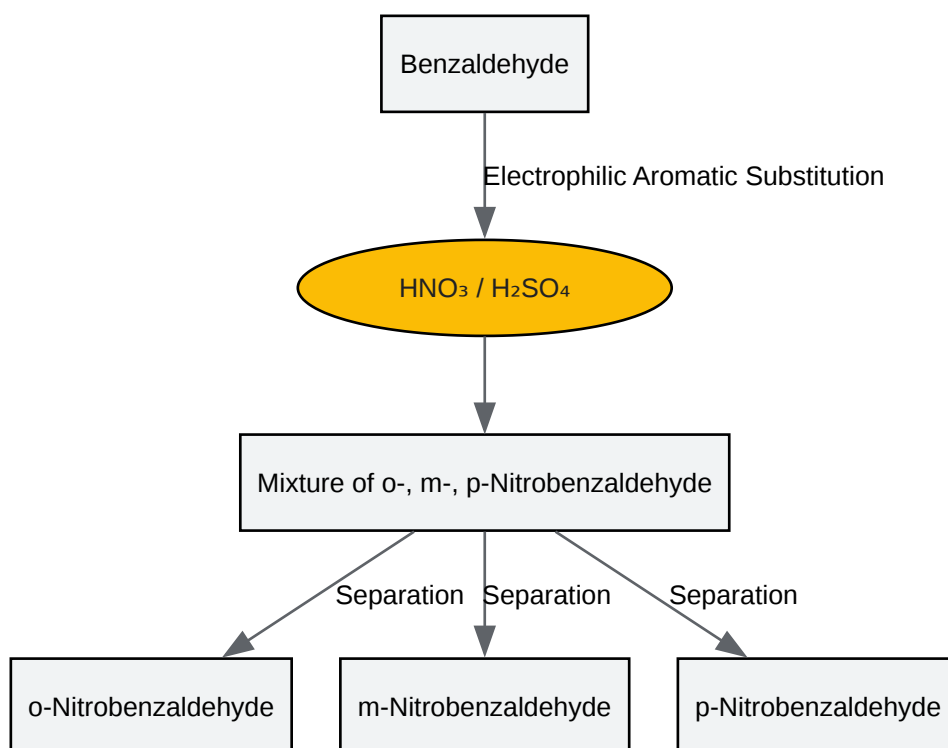 Benzaldehyde
Electrophilic Aromatic Substitution
HNO₃ / H₂SO₄
Mixture of o-, m-, p-Nitrobenzaldehyde
Separation
Separation
Separation
o-Nitrobenzaldehyde
m-Nitrobenzaldehyde
p-Nitrobenzaldehyde